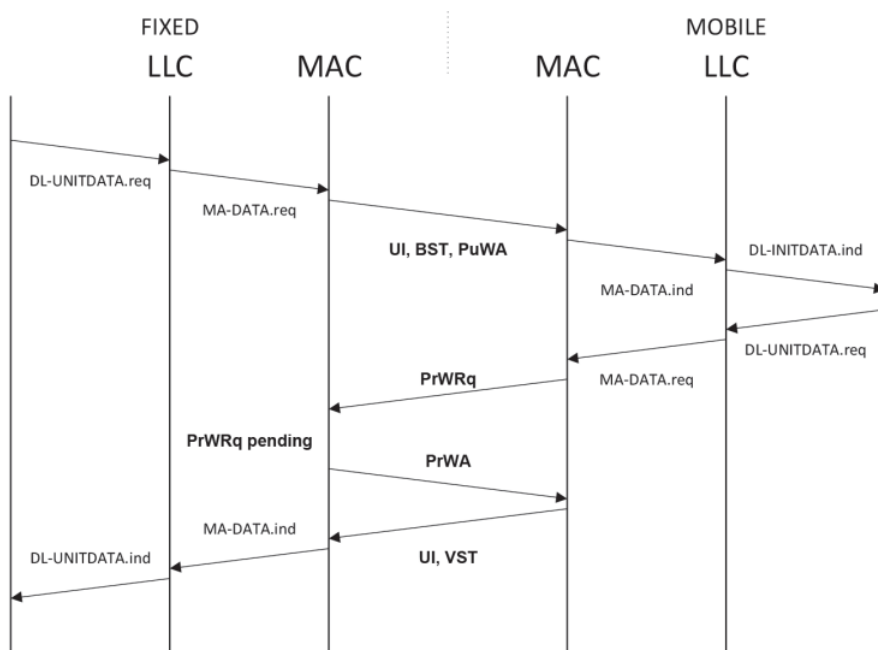 FIXED
MOBILE
LLC
MAC
MAC
LLC
DL-UNITDATA.req
MA-DATA.req
UI, BST, PuWA
DL-INITDATA.ind
MA-DATA.ind
DL-UNITDATA.req
MA-DATA.req
PrWRq
PrWRq pending
PrWA
MA-DATA.ind
DL-UNITDATA.ind
UI, VST